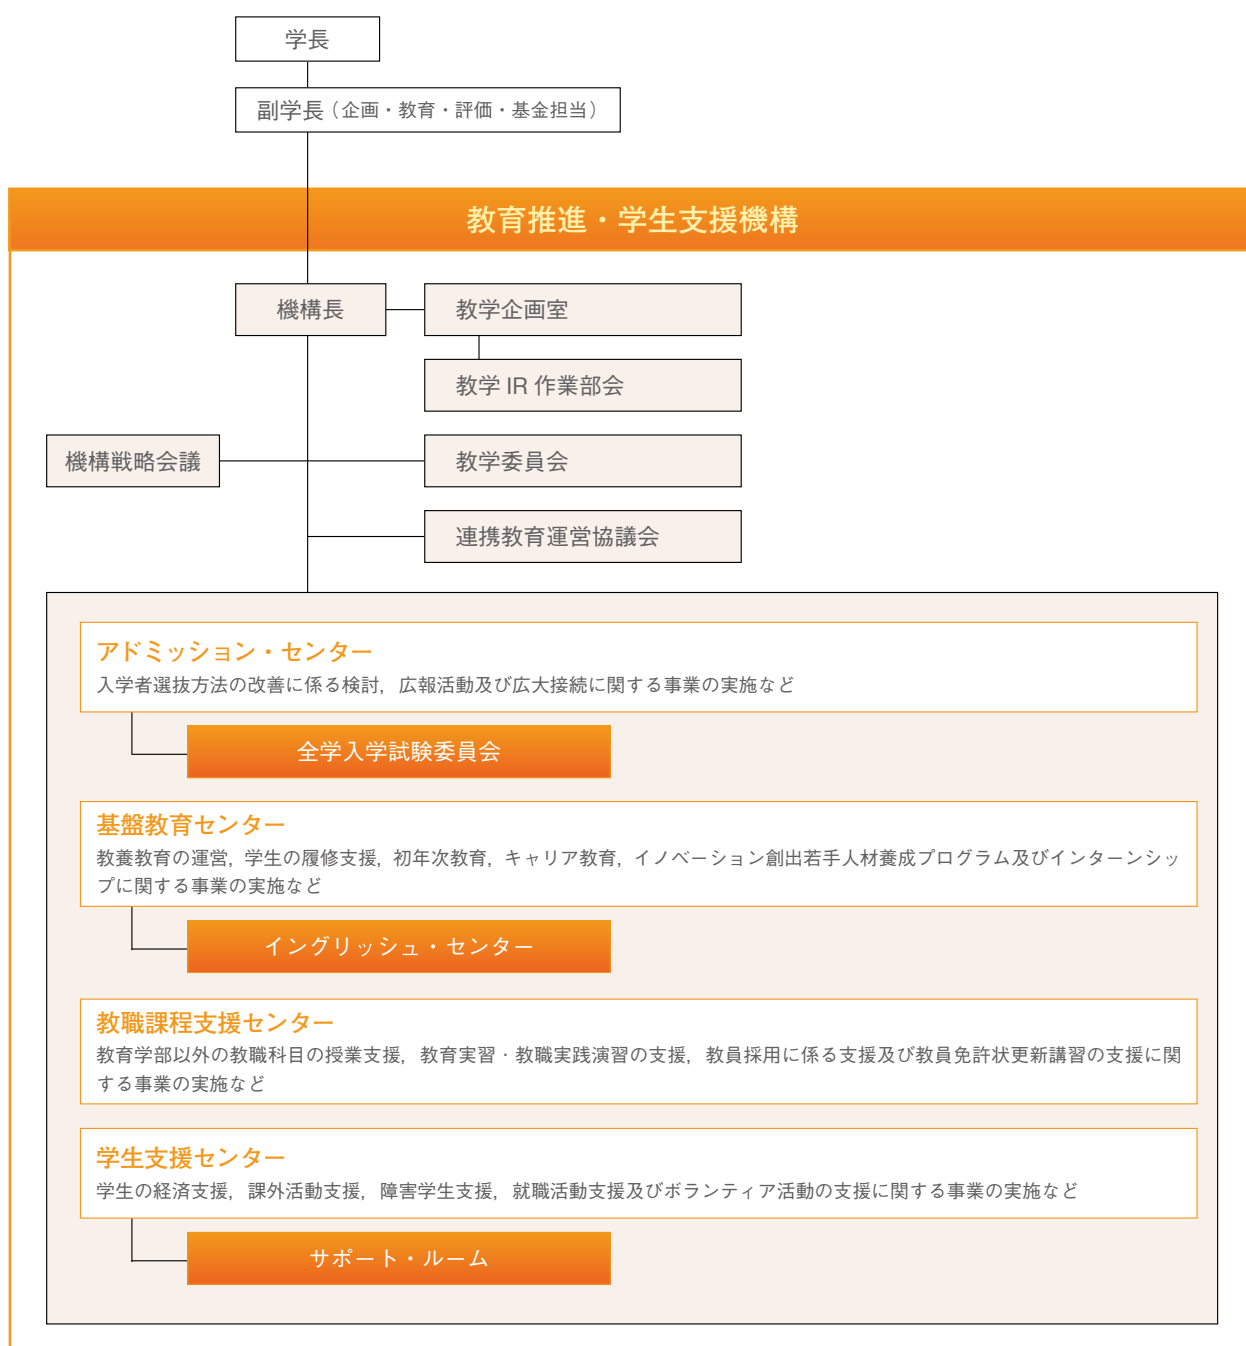 学長
副学長（企画・教育・評価・基金担当）
教育推進・学生支援機構
機構長
教学企画室
教学 IR 作業部会
機構戦略会議
教学委員会
連携教育運営協議会
アドミッション・センター
入学者選抜方法の改善に係る検討，広報活動及び広大接続に関する事業の実施など
全学入学試験委員会
基盤教育センター
教養教育の運営，学生の履修支援，初年次教育，キャリア教育，イノベーション創出若手人材養成プログラム及びインターンシッ
プに関する事業の実施など
イングリッシュ・センター
教職課程支援センター
教育学部以外の教職科目の授業支援，教育実習・教職実践演習の支援，教員採用に係る支援及び教員免許状更新講習の支援に関
する事業の実施など
学生支援センター
学生の経済支援，課外活動支援，障害学生支援，就職活動支援及びボランティア活動の支援に関する事業の実施など
サポート・ルーム